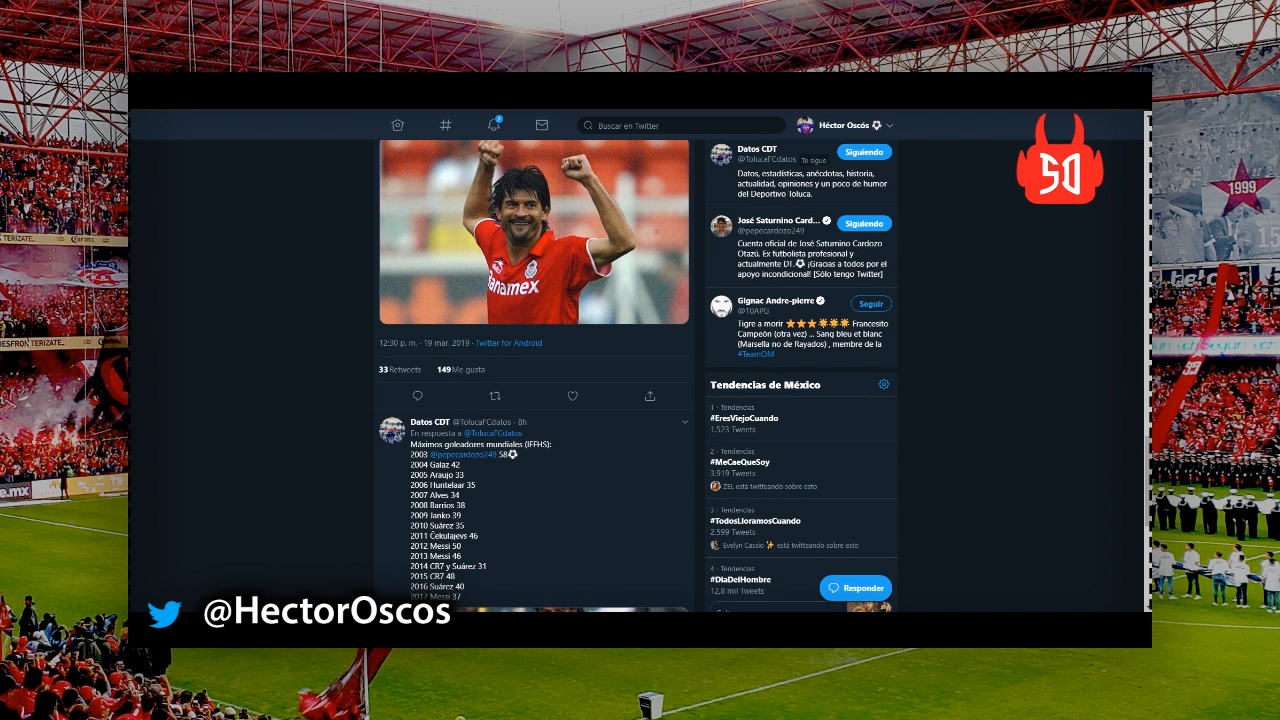 Buscar en Twitter
2
Héctor Oscós
Banamex
12:30 p. m. · 19 mar. 2019 · Twitter for Android
33 Retweets 149 Me gusta
Datos CDT @TolucaFCdatos · 8h
En respuesta a @TolucaFCdatos
Máximos goleadores mundiales (IFFHS):
2003 @pepecardozo249 58⚽
2004 Galaz 42
2005 Araujo 33
2006 Huntelaar 35
2007 Alves 34
2008 Barrios 38
2009 Janko 39
2010 Suárez 35
2011 Cekulajevs 46
2012 Messi 50
2013 Messi 46
2014 CR7 y Suárez 31
2015 CR7 48
2016 Suárez 40
2017 Messi 37
Datos CDT
@TolucaFCdatos Te sigue
Siguiendo
Datos, estadísticas, anécdotas, historia,
actualidad, opiniones y un poco de humor
del Deportivo Toluca.
José Saturnino Card...
@pepecardozo249
Siguiendo
Cuenta oficial de José Saturnino Cardozo
Otazú. Ex futbolista profesional y
actualmente DT.⚽ ¡Gracias a todos por el
apoyo incondicional! [Sólo tengo Twitter]
Gignac Andre-pierre
@10APG
Seguir
Tigre a morir ⭐⭐⭐🌟🌟🌟 Francesito
Campeón (otra vez) ... Sang bleu et blanc
(Marsella no de Rayados) , membre de la
#TeamOM
Tendencias de México
1 · Tendencias
#EresViejoCuando
1.523 Tweets
2 · Tendencias
#MeCaeQueSoy
3.919 Tweets
ZEL está twitteando sobre esto
3 · Tendencias
#TodosLloramosCuando
2.599 Tweets
Evelyn Cassio ✨ está twitteando sobre esto
4 · Tendencias
#DiaDelHombre
12,8 mil Tweets
Responder
@HectorOscos
50
1999
Corona